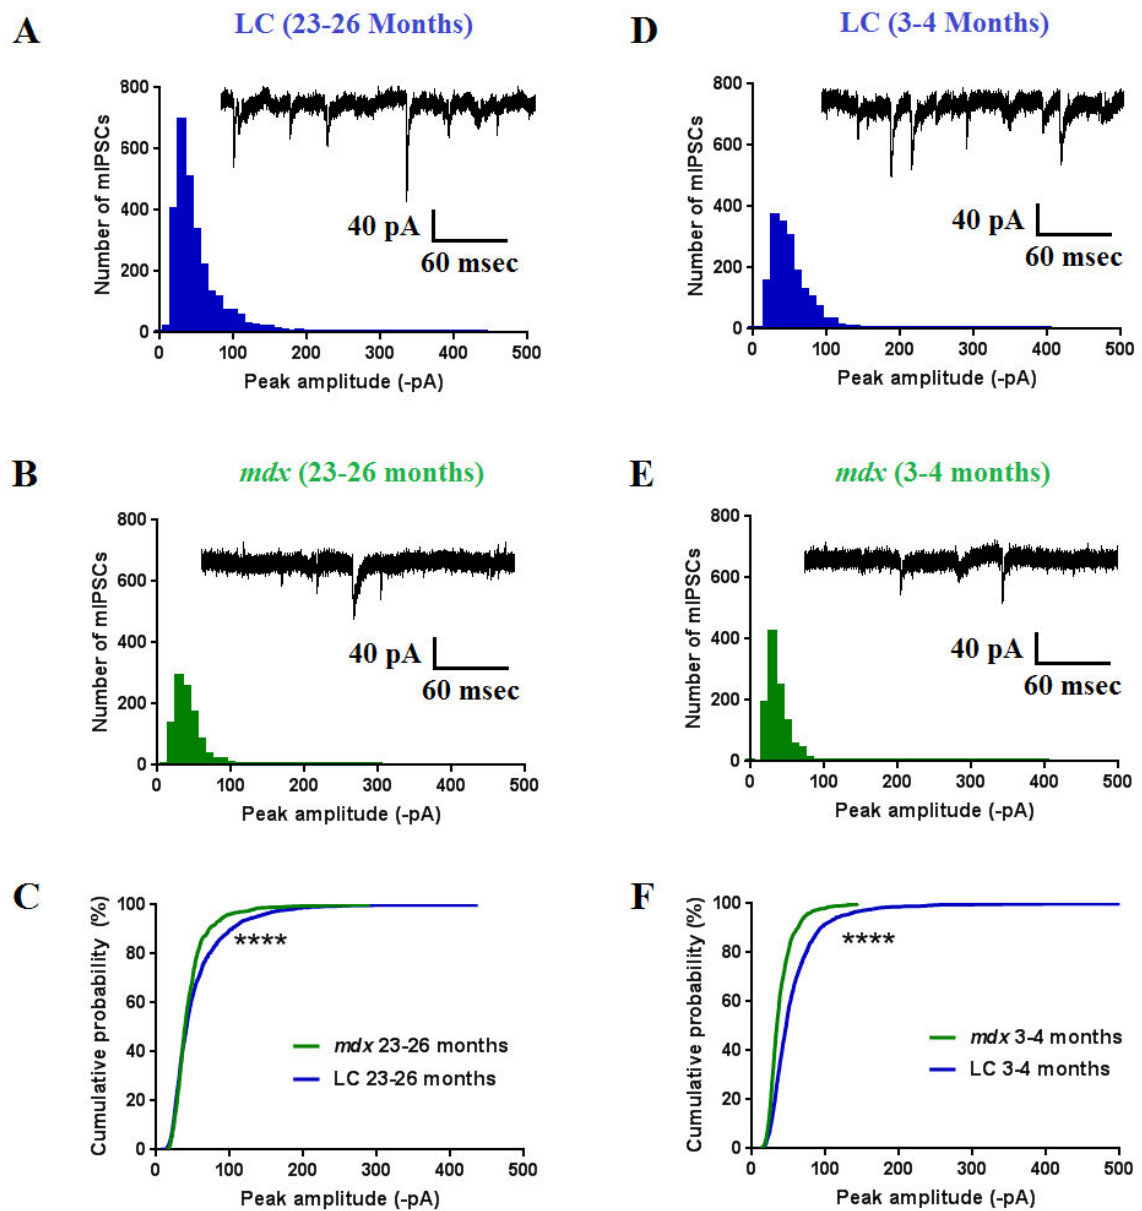 A
LC (23-26 Months)
800
600
400
200
0
Number of mIPSCs
40 pA
60 msec
0 100 200 300 400 500
Peak amplitude (-pA)
D
LC (3-4 Months)
800
600
400
200
0
Number of mIPSCs
40 pA
60 msec
0 100 200 300 400 500
Peak amplitude (-pA)
B
mdx (23-26 months)
800
600
400
200
0
Number of mIPSCs
40 pA
60 msec
0 100 200 300 400 500
Peak amplitude (-pA)
E
mdx (3-4 months)
800
600
400
200
0
Number of mIPSCs
40 pA
60 msec
0 100 200 300 400 500
Peak amplitude (-pA)
C
100
80
60
40
20
0
Cumulative probability (%)
****
mdx 23-26 months
LC 23-26 months
0 100 200 300 400 500
Peak amplitude (-pA)
F
100
80
60
40
20
0
Cumulative probability (%)
****
mdx 3-4 months
LC 3-4 months
0 100 200 300 400 500
Peak amplitude (-pA)